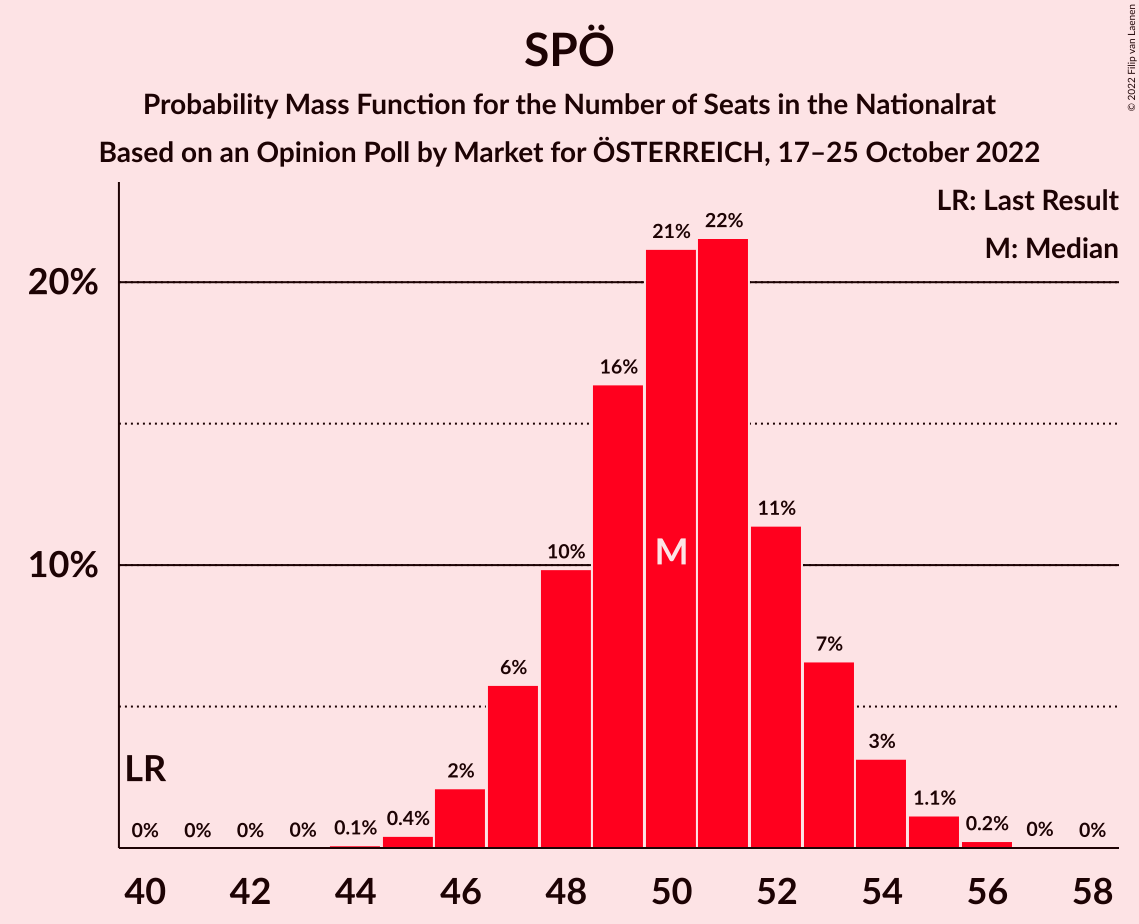 SPÖ
Probability Mass Function for the Number of Seats in the Nationalrat
Based on an Opinion Poll by Market for ÖSTERREICH, 17–25 October 2022
© 2022 Filip van Laenen
LR: Last Result
M: Median
20%
10%
LR
M
0%
0%
0%
0%
0.1%
0.4%
2%
6%
10%
16%
21%
22%
11%
7%
3%
1.1%
0.2%
0%
0%
40 42 44 46 48 50 52 54 56 58